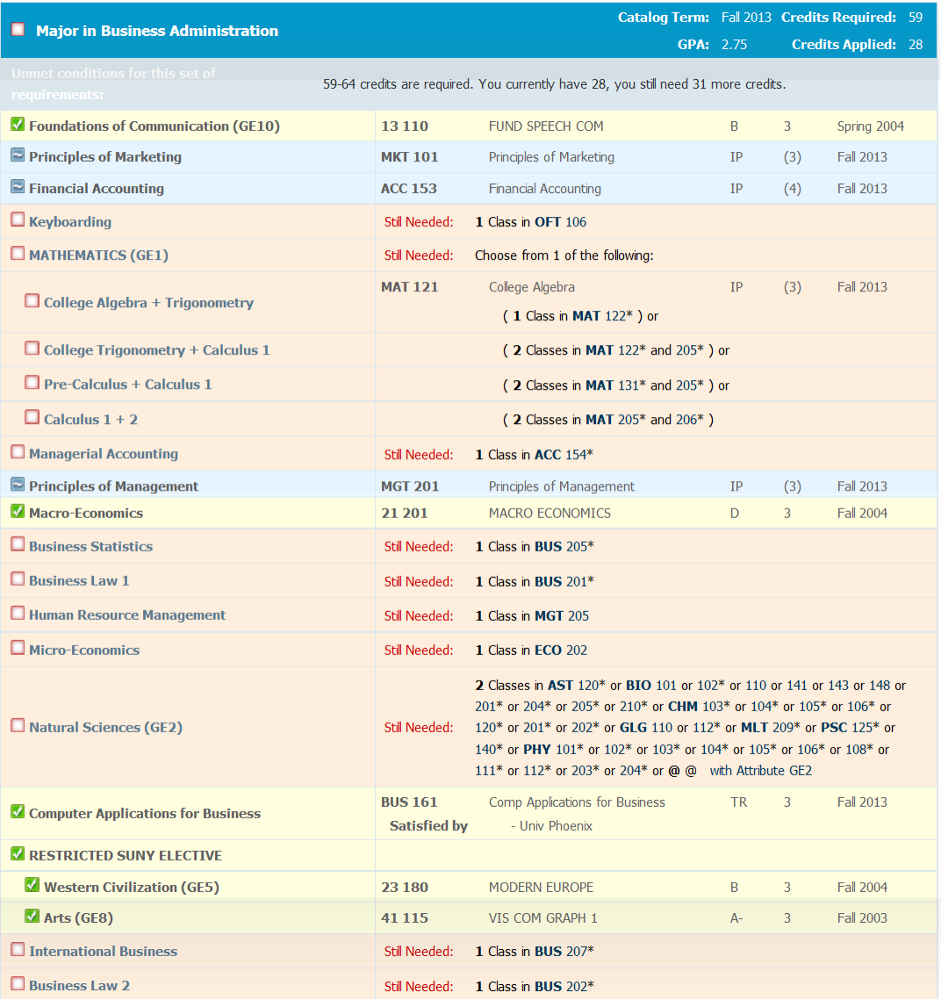 Major in Business Administration Catalog Term: Fall 2013 Credits Required: 59
GPA: 2.75 Credits Applied: 28
Unmet conditions for this set of
requirements:
59-64 credits are required. You currently have 28, you still need 31 more credits.
Foundations of Communication (GE10) 13 110 FUND SPEECH COM B 3 Spring 2004
Principles of Marketing MKT 101 Principles of Marketing IP (3) Fall 2013
Financial Accounting ACC 153 Financial Accounting IP (4) Fall 2013
Keyboarding Still Needed: 1 Class in OFT 106
MATHEMATICS (GE1) Still Needed: Choose from 1 of the following:
MAT 121 College Algebra IP (3) Fall 2013
College Algebra + Trigonometry
( 1 Class in MAT 122* ) or
College Trigonometry + Calculus 1 ( 2 Classes in MAT 122* and 205* ) or
Pre-Calculus + Calculus 1 ( 2 Classes in MAT 131* and 205* ) or
Calculus 1 + 2 ( 2 Classes in MAT 205* and 206* )
Managerial Accounting Still Needed: 1 Class in ACC 154*
Principles of Management MGT 201 Principles of Management IP (3) Fall 2013
Macro-Economics 21 201 MACRO ECONOMICS D 3 Fall 2004
Business Statistics Still Needed: 1 Class in BUS 205*
Business Law 1 Still Needed: 1 Class in BUS 201*
Human Resource Management Still Needed: 1 Class in MGT 205
Micro-Economics Still Needed: 1 Class in ECO 202
Natural Sciences (GE2) Still Needed:
2 Classes in AST 120* or BIO 101 or 102* or 110 or 141 or 143 or 148 or
201* or 204* or 205* or 210* or CHM 103* or 104* or 105* or 106* or
120* or 201* or 202* or GLG 110 or 112* or MLT 209* or PSC 125* or
140* or PHY 101* or 102* or 103* or 104* or 105* or 106* or 108* or
111* or 112* or 203* or 204* or @ @ with Attribute GE2
BUS 161 Comp Applications for Business TR 3 Fall 2013
Computer Applications for Business
Satisfied by - Univ Phoenix
RESTRICTED SUNY ELECTIVE
Western Civilization (GE5) 23 180 MODERN EUROPE B 3 Fall 2004
Arts (GE8) 41 115 VIS COM GRAPH 1 A- 3 Fall 2003
International Business Still Needed: 1 Class in BUS 207*
Business Law 2 Still Needed: 1 Class in BUS 202*